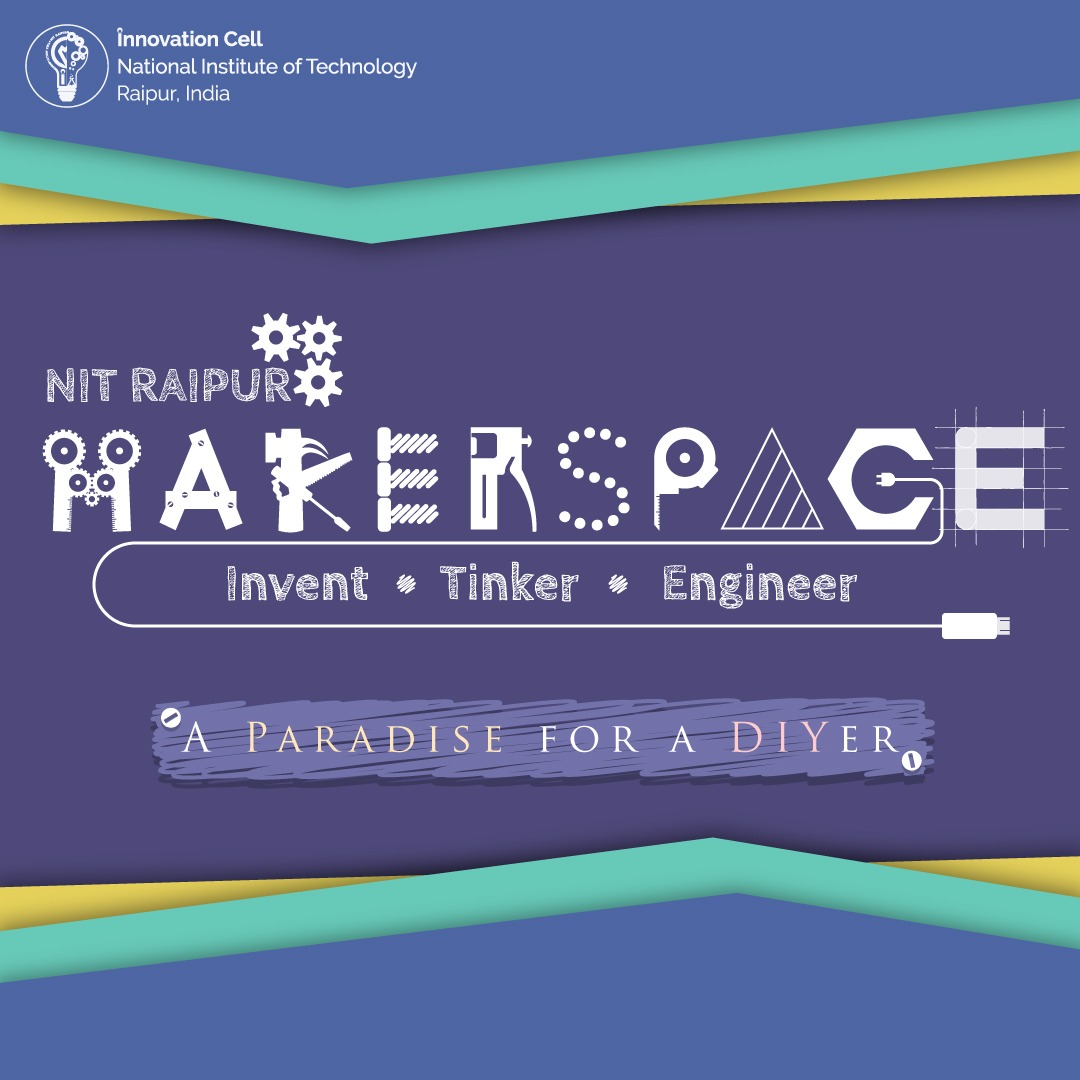 Innovation Cell
National Institute of Technology
Raipur, India
NIT RAIPUR
MAKERSPACE
Invent • Tinker • Engineer
A PARADISE FOR A DIYER